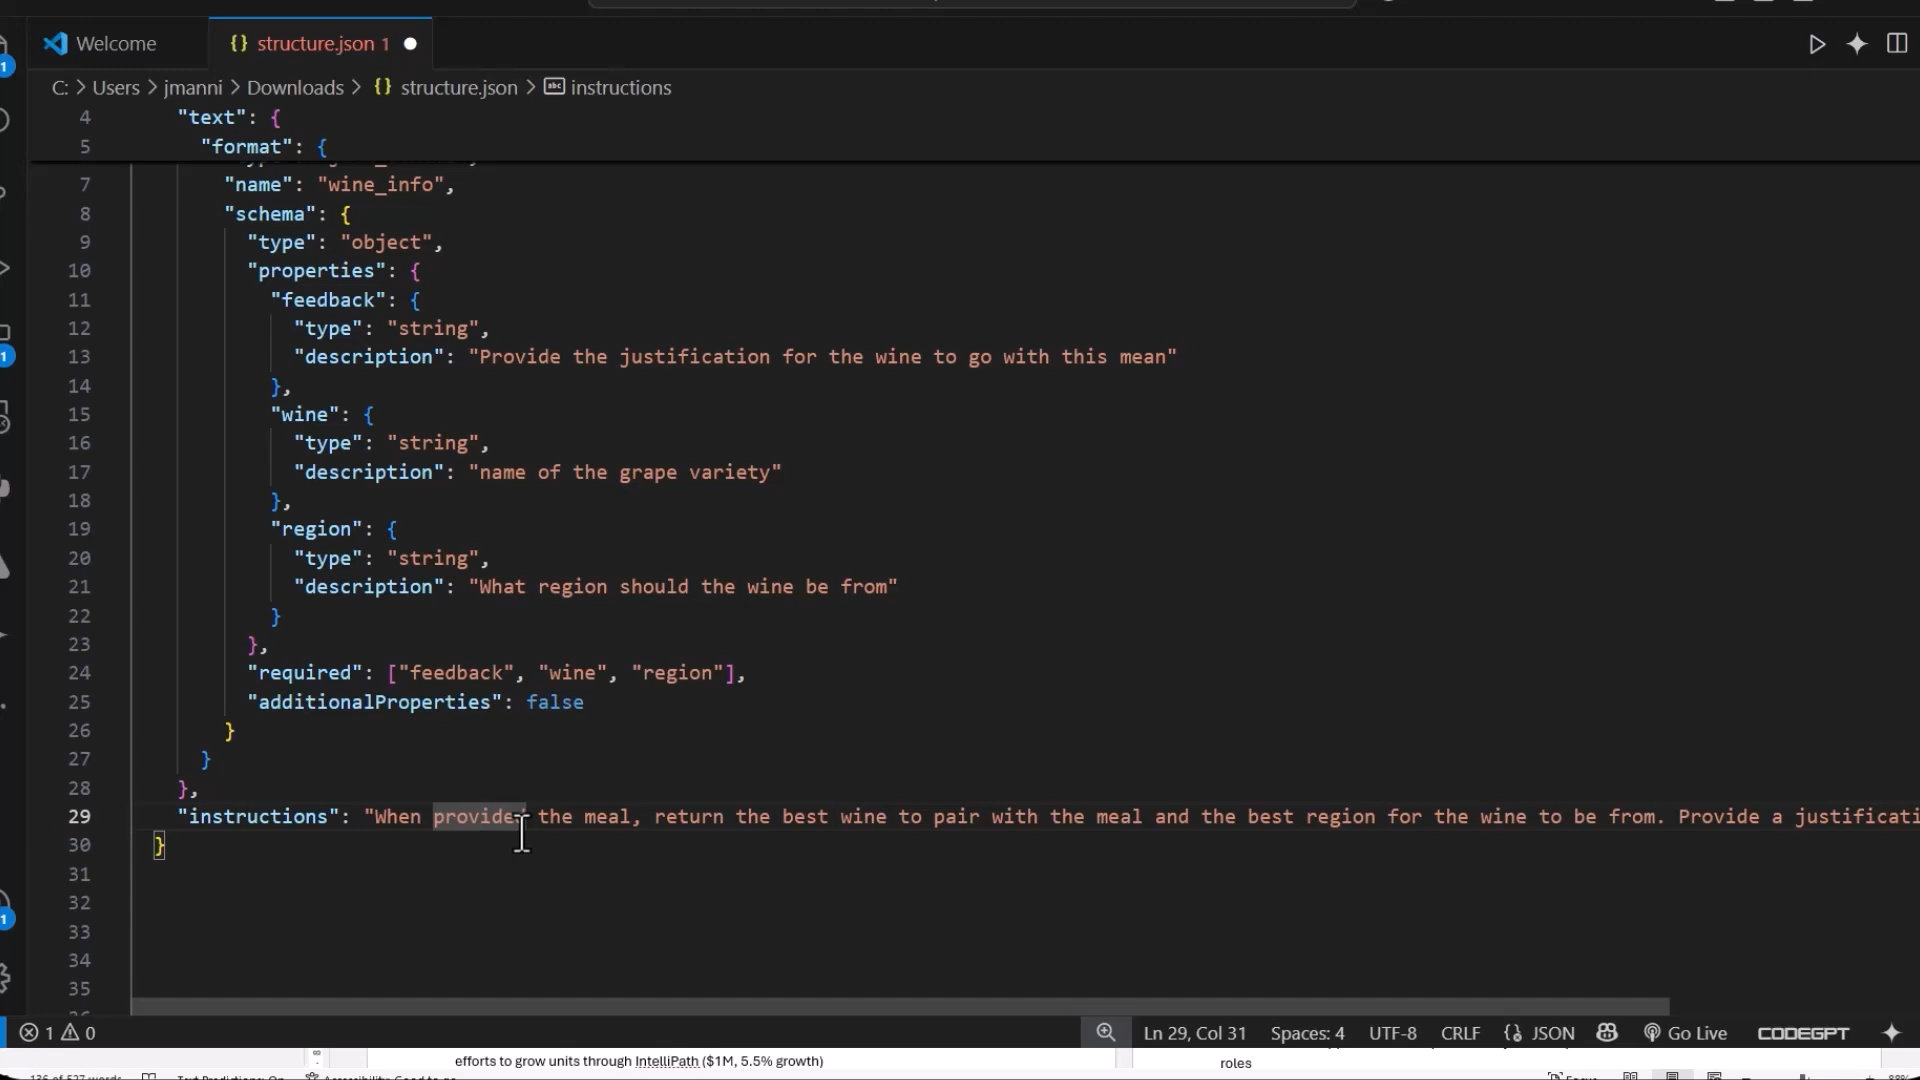 Welcome
{} structure.json 1
C: > Users > jmanni > Downloads > {} structure.json > abc instructions
4 "text": {
5 "format": {
7 "name": "wine_info",
8 "schema": {
9 "type": "object",
10 "properties": {
11 "feedback": {
12 "type": "string",
13 "description": "Provide the justification for the wine to go with this mean"
14 },
15 "wine": {
16 "type": "string",
17 "description": "name of the grape variety"
18 },
19 "region": {
20 "type": "string",
21 "description": "What region should the wine be from"
22 }
23 },
24 "required": ["feedback", "wine", "region"],
25 "additionalProperties": false
26 }
27 }
28 },
29 "instructions": "When provided the meal, return the best wine to pair with the meal and the best region for the wine to be from. Provide a justificati
30 }
31
32
33
34
35
1 0 Ln 29, Col 31 Spaces: 4 UTF-8 CRLF {} JSON Go Live CODEGPT
efforts to grow units through IntelliPath ($1M, 5.5% growth)
roles